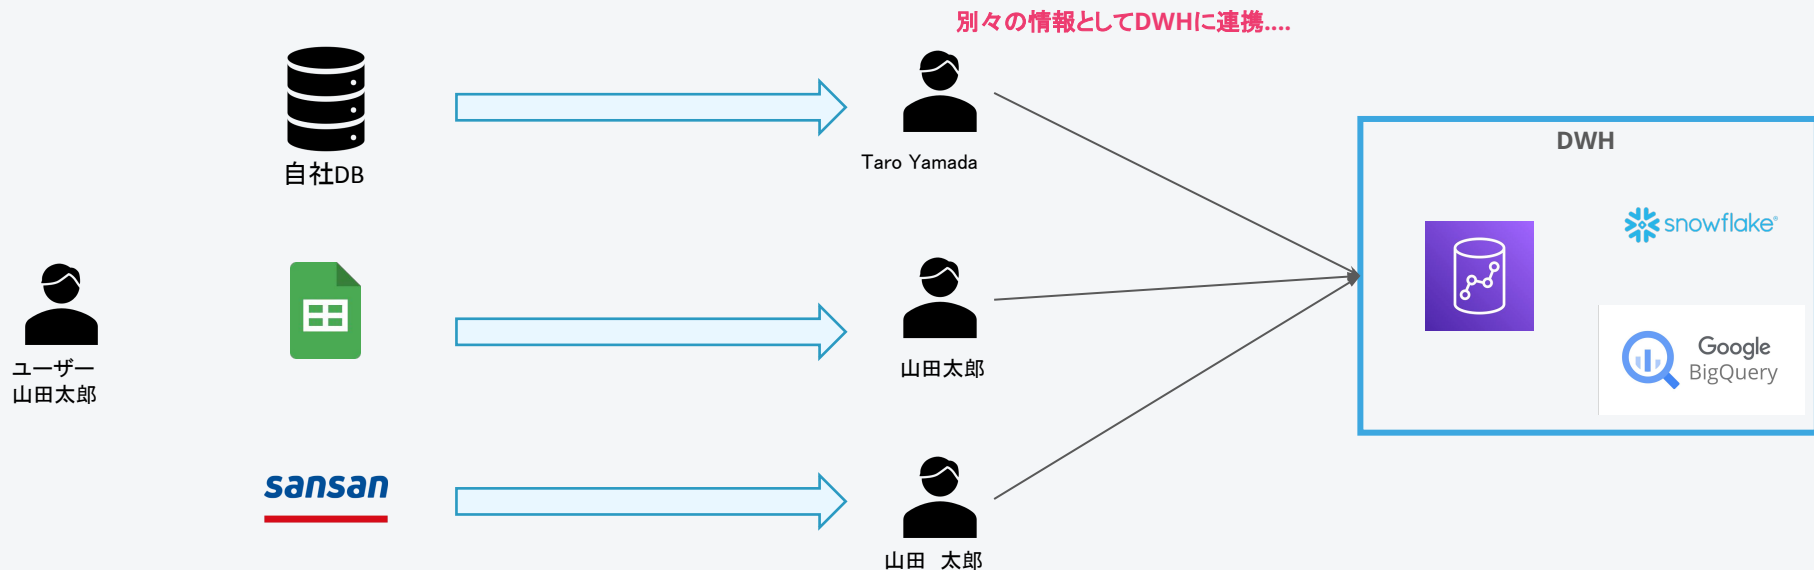 別々の情報としてDWHに連携....
自社DB
Taro Yamada
DWH
snowflake®
ユーザー
山田太郎
山田太郎
Google
BigQuery
sansan
山田　太郎